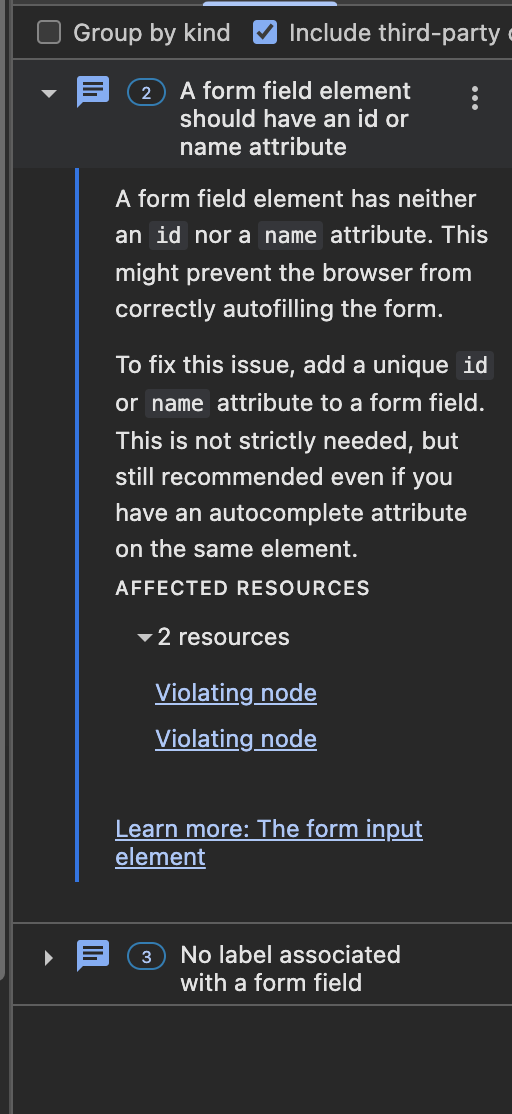 Group by kind
Include third-party
2
A form field element
should have an id or
name attribute
A form field element has neither
an id nor a name attribute. This
might prevent the browser from
correctly autofilling the form.
To fix this issue, add a unique id
or name attribute to a form field.
This is not strictly needed, but
still recommended even if you
have an autocomplete attribute
on the same element.
AFFECTED RESOURCES
2 resources
Violating node
Violating node
Learn more: The form input
element
3
No label associated
with a form field